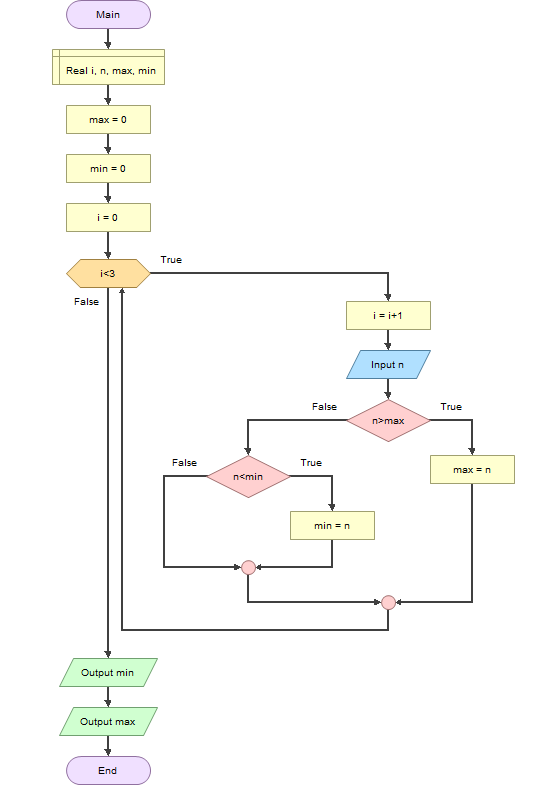 Main
Real i, n, max, min
max = 0
min = 0
i = 0
i<3
True
False
i = i+1
Input n
n>max
False
True
n<min
False
True
max = n
min = n
Output min
Output max
End